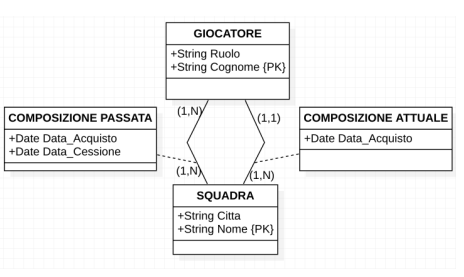 GIOCATORE
+String Ruolo
+String Cognome {PK}
(1,N)
(1,1)
COMPOSIZIONE PASSATA
+Date Data_Acquisto
+Date Data_Cessione
COMPOSIZIONE ATTUALE
+Date Data_Acquisto
(1,N)
(1,N)
SQUADRA
+String Citta
+String Nome {PK}